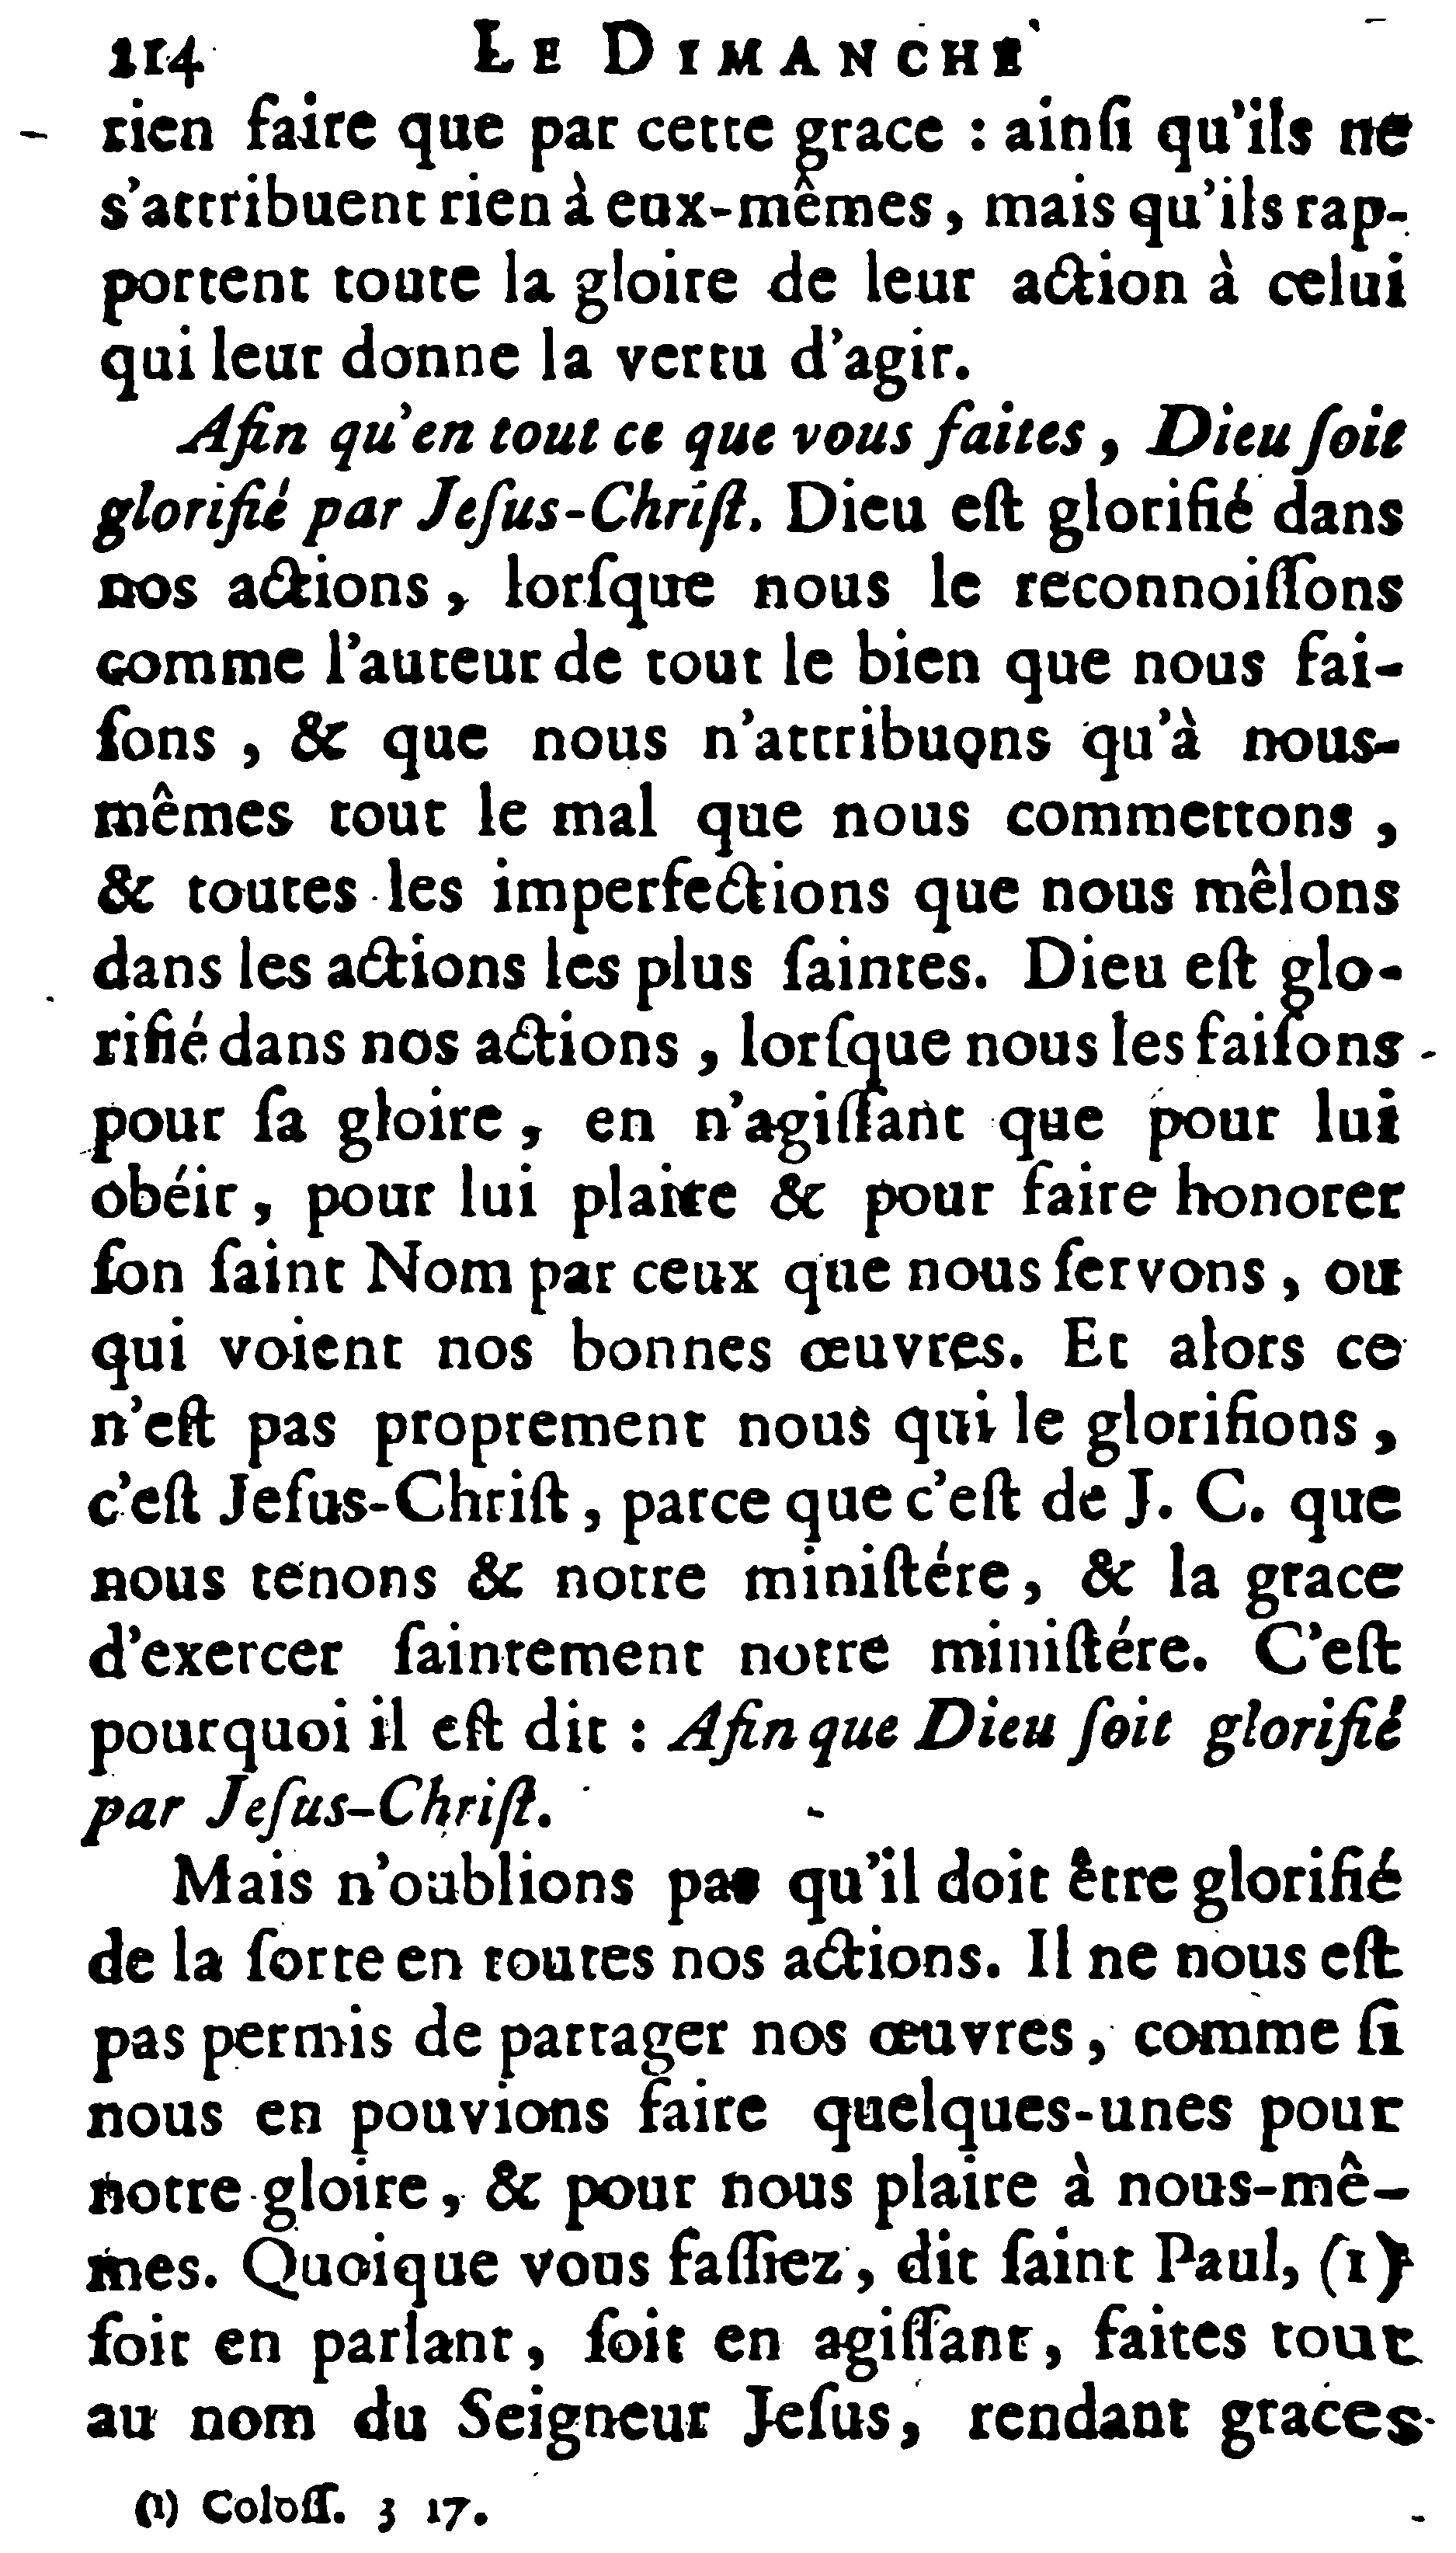 214 LE DIMANCHE
rien faire que par cette grace : ainſi qu'ils ne
s'attribuent rien à eux-mêmes, mais qu'ils rap-
portent toute la gloire de leur action à celui
qui leur donne la vertu d'agir.
Afin qu'en tout ce que vous faites, Dieu ſoit
glorifié par Jeſus-Chriſt. Dieu eſt glorifié dans
nos actions, lorſque nous le reconnoiſſons
comme l'auteur de tout le bien que nous fai-
ſons, & que nous n'attribuons qu'à nous-
mêmes tout le mal que nous commettons,
& toutes les imperfections que nous mêlons
dans les actions les plus ſaintes. Dieu eſt glo-
rifié dans nos actions, lorſque nous les faiſons
pour ſa gloire, en n'agiſſant que pour lui
obéir, pour lui plaire & pour faire honorer
ſon ſaint Nom par ceux que nous ſervons, ou
qui voient nos bonnes œuvres. Et alors ce
n'eſt pas proprement nous qui le glorifions,
c'eſt Jeſus-Chriſt, parce que c'eſt de J. C. que
nous tenons & notre miniſtére, & la grace
d'exercer ſaintement notre miniſtére. C'eſt
pourquoi il eſt dit : Afin que Dieu ſoit glorifié
par Jeſus-Chriſt.
Mais n'oublions pas qu'il doit être glorifié
de la ſorte en toutes nos actions. Il ne nous eſt
pas permis de partager nos œuvres, comme ſi
nous en pouvions faire quelques-unes pour
notre gloire, & pour nous plaire à nous-mê-
mes. Quoique vous faſſiez, dit ſaint Paul, (1)
ſoit en parlant, ſoit en agiſſant, faites tout
au nom du Seigneur Jeſus, rendant graces
(1) Coloſſ. 3 17.